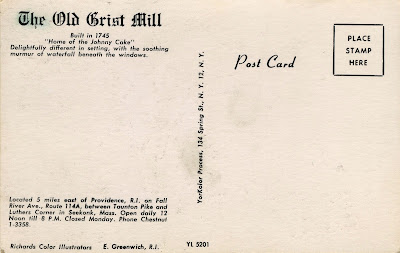 The Old Grist Mill
Built in 1745
"Home of the Johnny Cake"
Delightfully different in setting, with the soothing
murmur of waterfall beneath the windows.
Post Card
PLACE
STAMP
HERE
YorKolor Process, 134 Spring St., N. Y. 12, N. Y.
Located 5 miles east of Providence, R.I. on Fall
River Ave., Route 114A, between Taunton Pike and
Luthers Corner in Seekonk, Mass. Open daily 12
Noon till 8 P.M. Closed Monday. Phone Chestnut
1-3358.
Richards Color Illustrators E. Greenwich, R.I. YL 5201